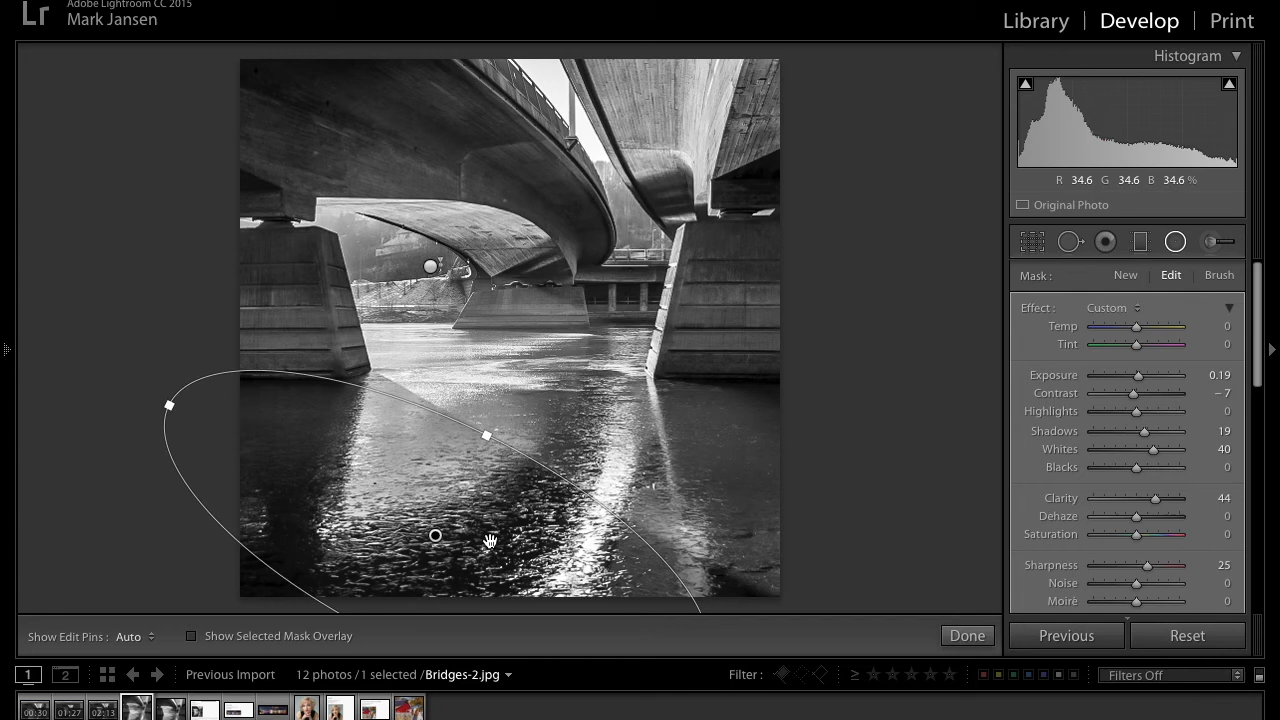 Lr
Adobe Lightroom CC 2015
Mark Jansen
Library | Develop | Print
Histogram
R 34.6 G 34.6 B 34.6 %
Original Photo
Mask : New Edit Brush
Effect : Custom
Temp 0
Tint 0
Exposure 0.19
Contrast – 7
Highlights 0
Shadows 19
Whites 40
Blacks 0
Clarity 44
Dehaze 0
Saturation 0
Sharpness 25
Noise 0
Moiré 0
Show Edit Pins : Auto
Show Selected Mask Overlay
Done
Previous
Reset
1 2
Previous Import
12 photos / 1 selected / Bridges-2.jpg
Filter :
≥
Filters Off
00:30 01:27 02:13